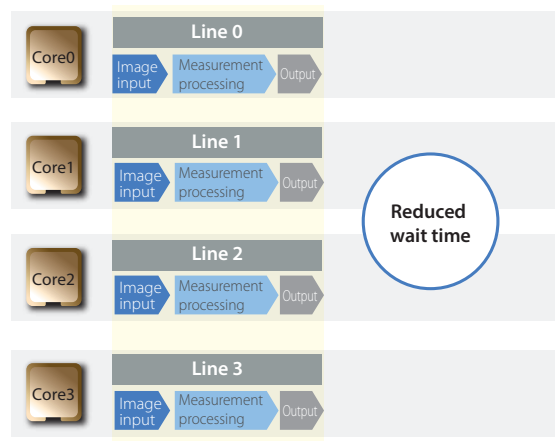 Core0
Line 0
Image
input
Measurement
processing
Output
Core1
Line 1
Image
input
Measurement
processing
Output
Reduced
wait time
Core2
Line 2
Image
input
Measurement
processing
Output
Core3
Line 3
Image
input
Measurement
processing
Output